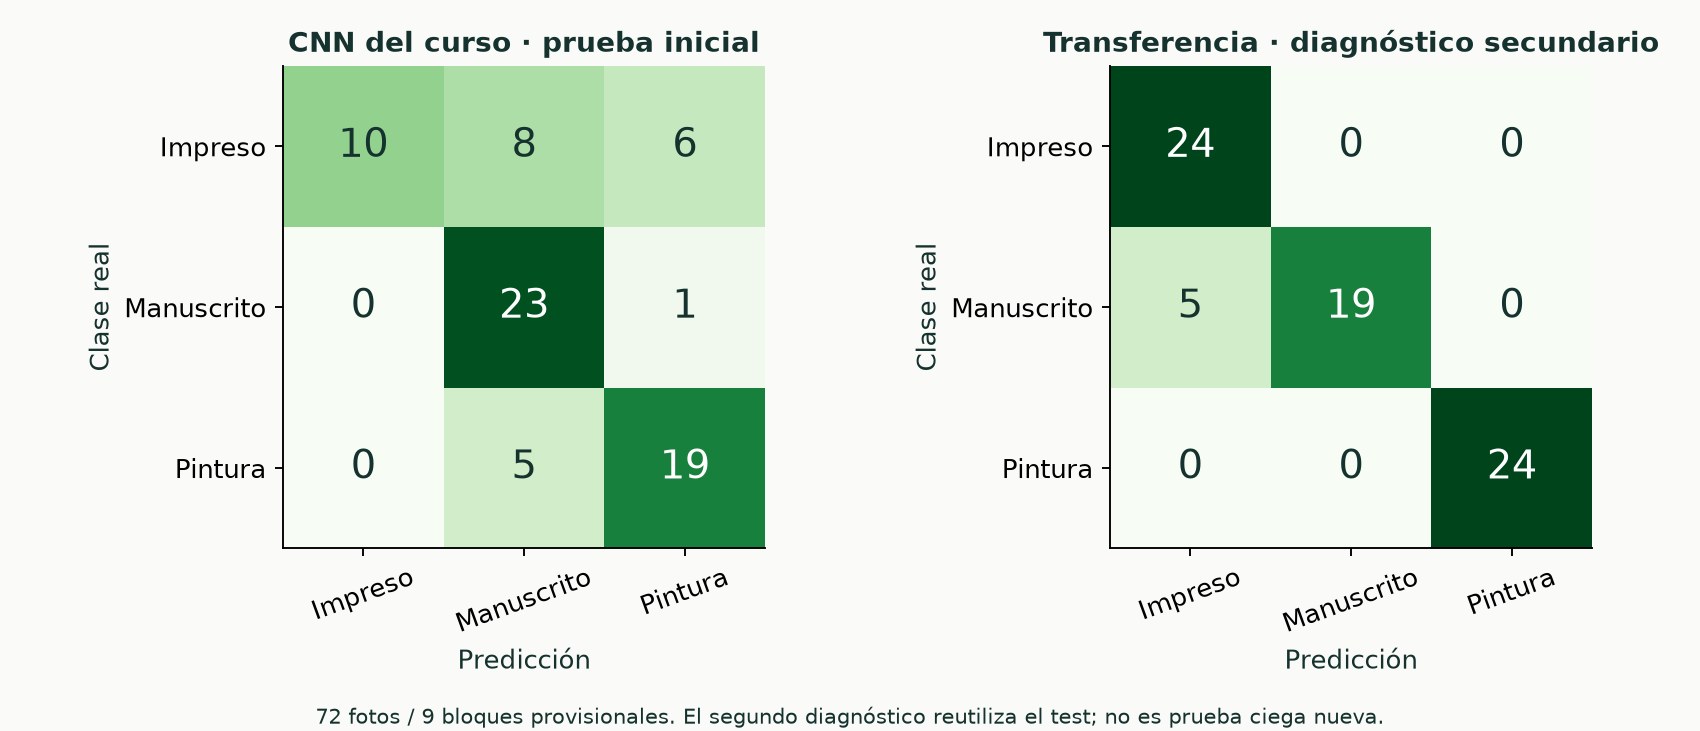 CNN del curso · prueba inicial
Impreso 10 8 6
Manuscrito 0 23 1
Pintura 0 5 19
Clase real
Impreso Manuscrito Pintura
Predicción
Transferencia · diagnóstico secundario
Impreso 24 0 0
Manuscrito 5 19 0
Pintura 0 0 24
Clase real
Impreso Manuscrito Pintura
Predicción
72 fotos / 9 bloques provisionales. El segundo diagnóstico reutiliza el test; no es prueba ciega nueva.